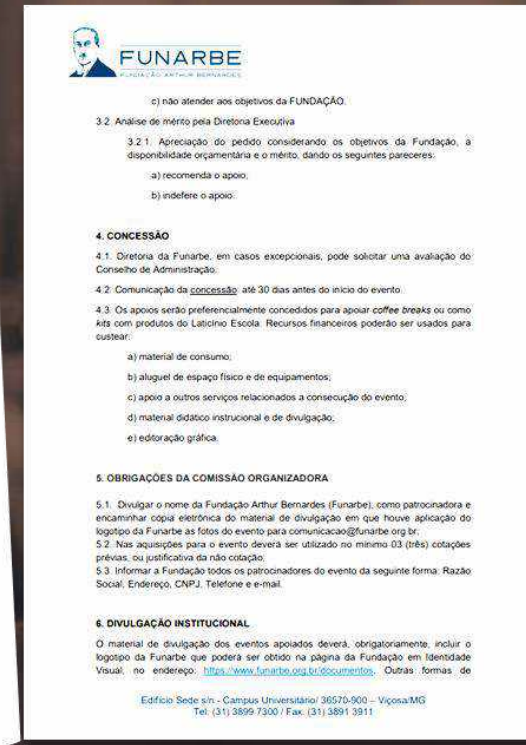 FUNARBE
FUNDAÇÃO ARTHUR BERNARDES
c) não atender aos objetivos da FUNDAÇÃO.
3.2. Análise de mérito pela Diretoria Executiva
3.2.1. Apreciação do pedido considerando os objetivos da Fundação, a
disponibilidade orçamentária e o mérito, dando os seguintes pareceres:
a) recomenda o apoio;
b) indefere o apoio.
4. CONCESSÃO
4.1. Diretoria da Funarbe, em casos excepcionais, pode solicitar uma avaliação do
Conselho de Administração.
4.2. Comunicação da concessão: até 30 dias antes do início do evento.
4.3. Os apoios serão preferencialmente concedidos para apoiar coffee breaks ou como
kits com produtos do Laticínio Escola. Recursos financeiros poderão ser usados para
custear:
a) material de consumo;
b) aluguel de espaço físico e de equipamentos;
c) apoio a outros serviços relacionados a consecução do evento;
d) material didático instrucional e de divulgação;
e) editoração gráfica.
5. OBRIGAÇÕES DA COMISSÃO ORGANIZADORA
5.1. Divulgar o nome da Fundação Arthur Bernardes (Funarbe), como patrocinadora e
encaminhar cópia eletrônica do material de divulgação em que houve aplicação do
logotipo da Funarbe as fotos do evento para comunicacao@funarbe.org.br;
5.2. Nas aquisições para o evento deverá ser utilizado no mínimo 03 (três) cotações
prévias, ou justificativa da não cotação;
5.3. Informar a Fundação todos os patrocinadores do evento da seguinte forma: Razão
Social, Endereço, CNPJ, Telefone e e-mail.
6. DIVULGAÇÃO INSTITUCIONAL
O material de divulgação dos eventos apoiados deverá, obrigatoriamente, incluir o
logotipo da Funarbe que poderá ser obtido na página da Fundação em Identidade
Visual, no endereço: https://www.funarbe.org.br/documentos. Outras formas de
Edifício Sede s/n - Campus Universitário/ 36570-900 – Viçosa/MG
Tel: (31) 3899 7300 / Fax: (31) 3891 3911